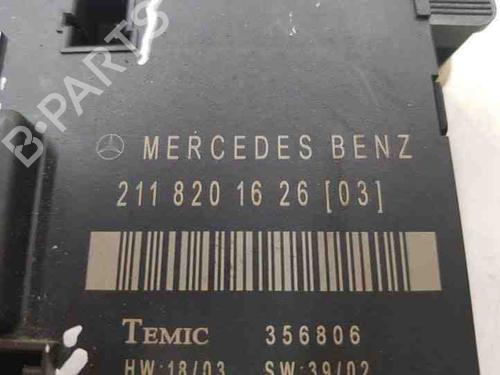 B-PARTS
MERCEDES BENZ
211 820 16 26 [03]
TEMIC 356806
HW:18/03 SW:39/02